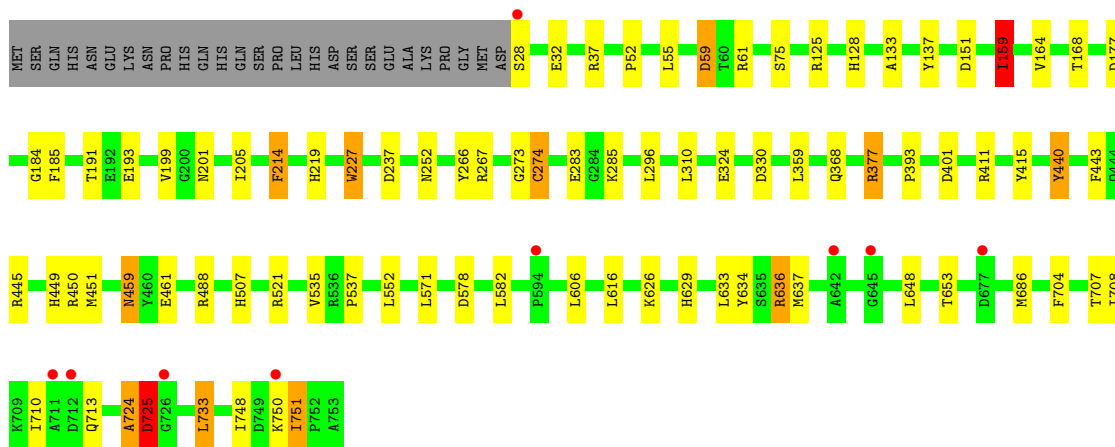 MET SER GLN HIS ASN GLU LYS ASN PRO HIS GLN HIS GLN SER PRO LEU HIS ASP SER SER GLU ALA LYS PRO GLY MET ASP S28 E32 R37 P52 L55 D59 T60 R61 S75 R125 H128 A133 Y137 D151 I159 V164 T168 D177
G184 F185 T191 E192 E193 V199 G200 N201 I205 F214 H219 W227 D237 N252 Y266 R267 G273 C274 E283 G284 K285 L296 L310 E324 D330 L359 Q368 R377 P393 D401 R411 Y415 Y440 F443 P444
R445 H449 R450 M451 N459 Y460 E461 R488 H507 R521 V535 R536 P537 L552 L571 D578 L582 P594 L606 L616 K626 H629 L633 Y634 S635 R636 M637 A642 G645 L648 T653 D677 M686 F704 T707 I708
K709 I710 A711 D712 Q713 A724 D725 G726 L733 I748 D749 K750 I751 P752 A753